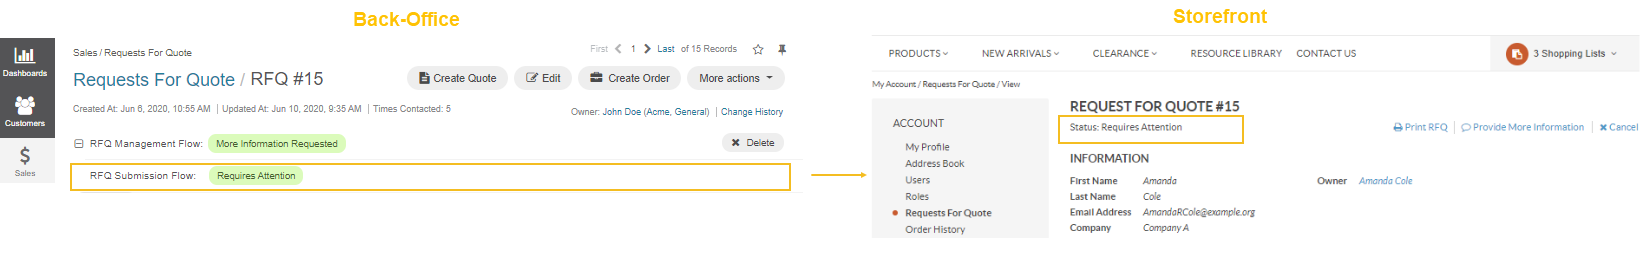 Back-Office
Dashboards
Customers
$
Sales
Sales / Requests For Quote
First 1 Last of 15 Records
Requests For Quote / RFQ #15
Create Quote Edit Create Order More actions
Created At: Jun 6, 2020, 10:55 AM | Updated At: Jun 10, 2020, 9:35 AM | Times Contacted: 5
Owner: John Doe (Acme, General) | Change History
RFQ Management Flow: More Information Requested Delete
RFQ Submission Flow: Requires Attention
Storefront
PRODUCTS NEW ARRIVALS CLEARANCE RESOURCE LIBRARY CONTACT US 3 Shopping Lists
My Account / Requests For Quote / View
ACCOUNT
My Profile
Address Book
Users
Roles
Requests For Quote
Order History
REQUEST FOR QUOTE #15
Status: Requires Attention
Print RFQ | Provide More Information | Cancel
INFORMATION
First Name Amanda Owner Amanda Cole
Last Name Cole
Email Address AmandaRCole@example.org
Company Company A